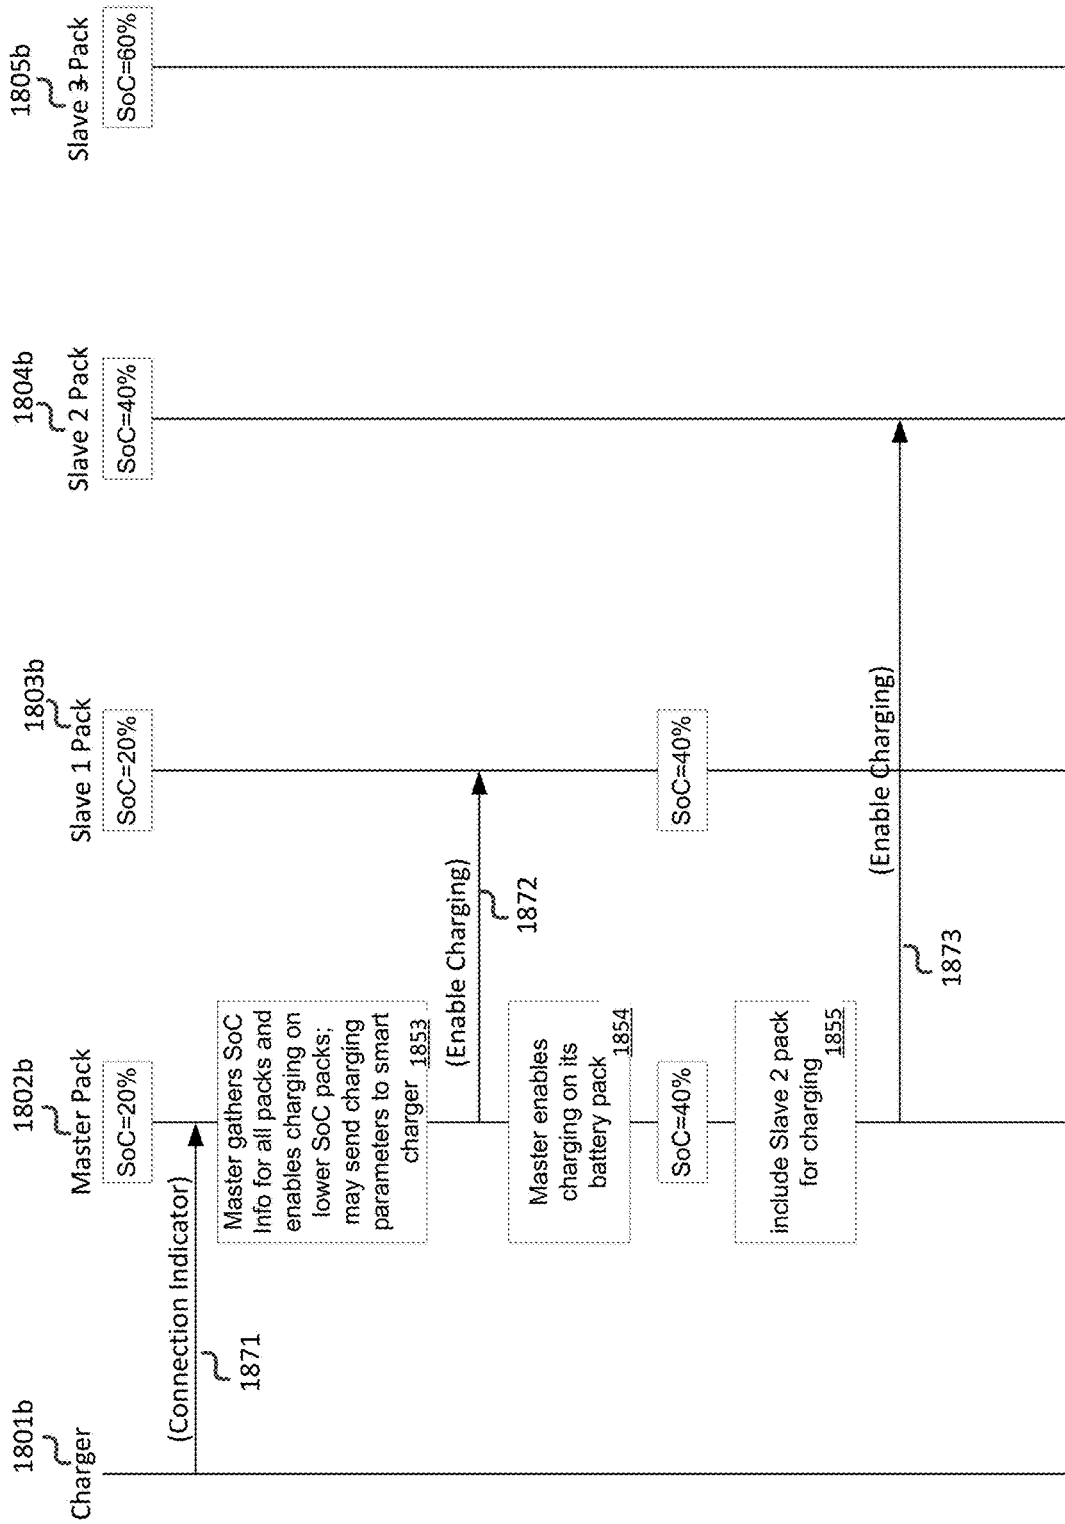 1801b
Charger
1802b
Master Pack
1803b
Slave 1 Pack
1804b
Slave 2 Pack
1805b
Slave 3 Pack
SoC=20%
SoC=20%
SoC=40%
SoC=60%
(Connection Indicator)
1871
Master gathers SoC
Info for all packs and
enables charging on
lower SoC packs;
may send charging
parameters to smart
charger 1853
(Enable Charging)
1872
Master enables
charging on its
battery pack
1854
SoC=40%
SoC=40%
include Slave 2 pack
for charging
1855
(Enable Charging)
1873